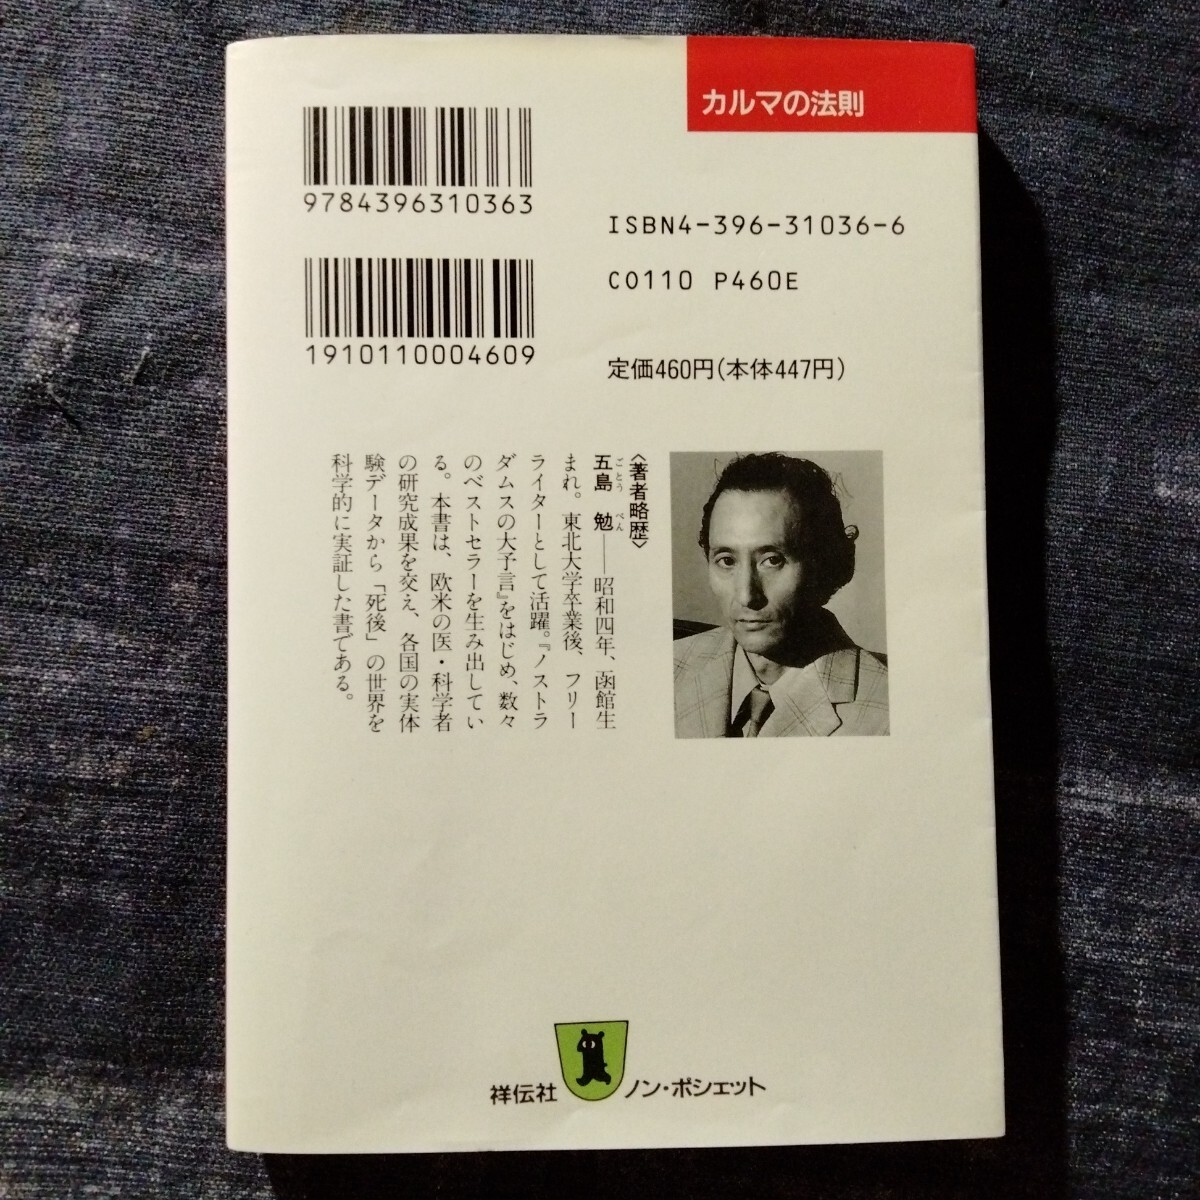 カルマの法則
9784396310363
ISBN4-396-31036-6
C0110 P460E
1910110004609
定価460円(本体447円)
〈著者略歴〉
五島 勉――昭和四年、函館生
ごとう べん
まれ。東北大学卒業後、フリー
ライターとして活躍。『ノストラ
ダムスの大予言』をはじめ、数々
のベストセラーを生み出してい
る。本書は、欧米の医・科学者
の研究成果を交え、各国の実体
験データから「死後」の世界を
科学的に実証した書である。
祥伝社 ノン・ポシェット